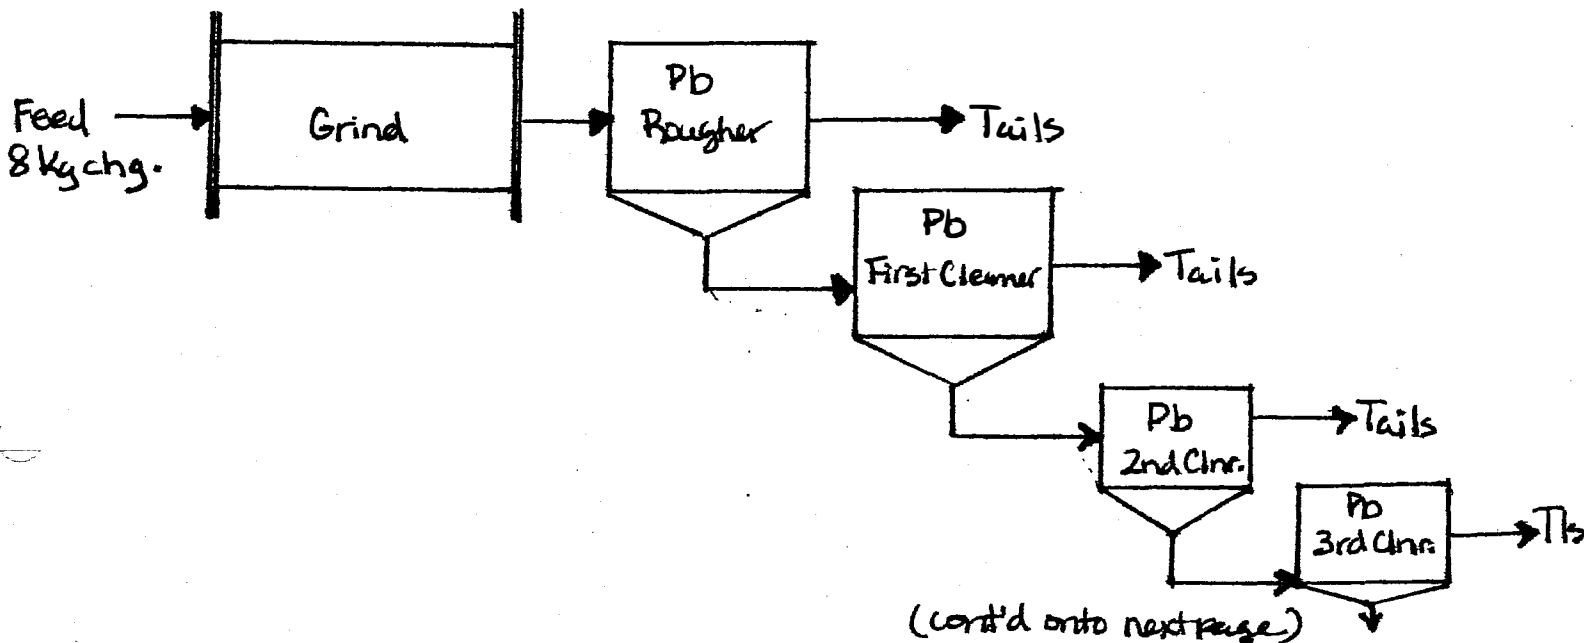 Feed
8 Kg chg.
Grind
Pb
Rougher
Tails
Pb
First Cleaner
Tails
Pb
2nd Clnr.
Tails
Pb
3rd Clnr.
Tls
(cont'd onto next page)